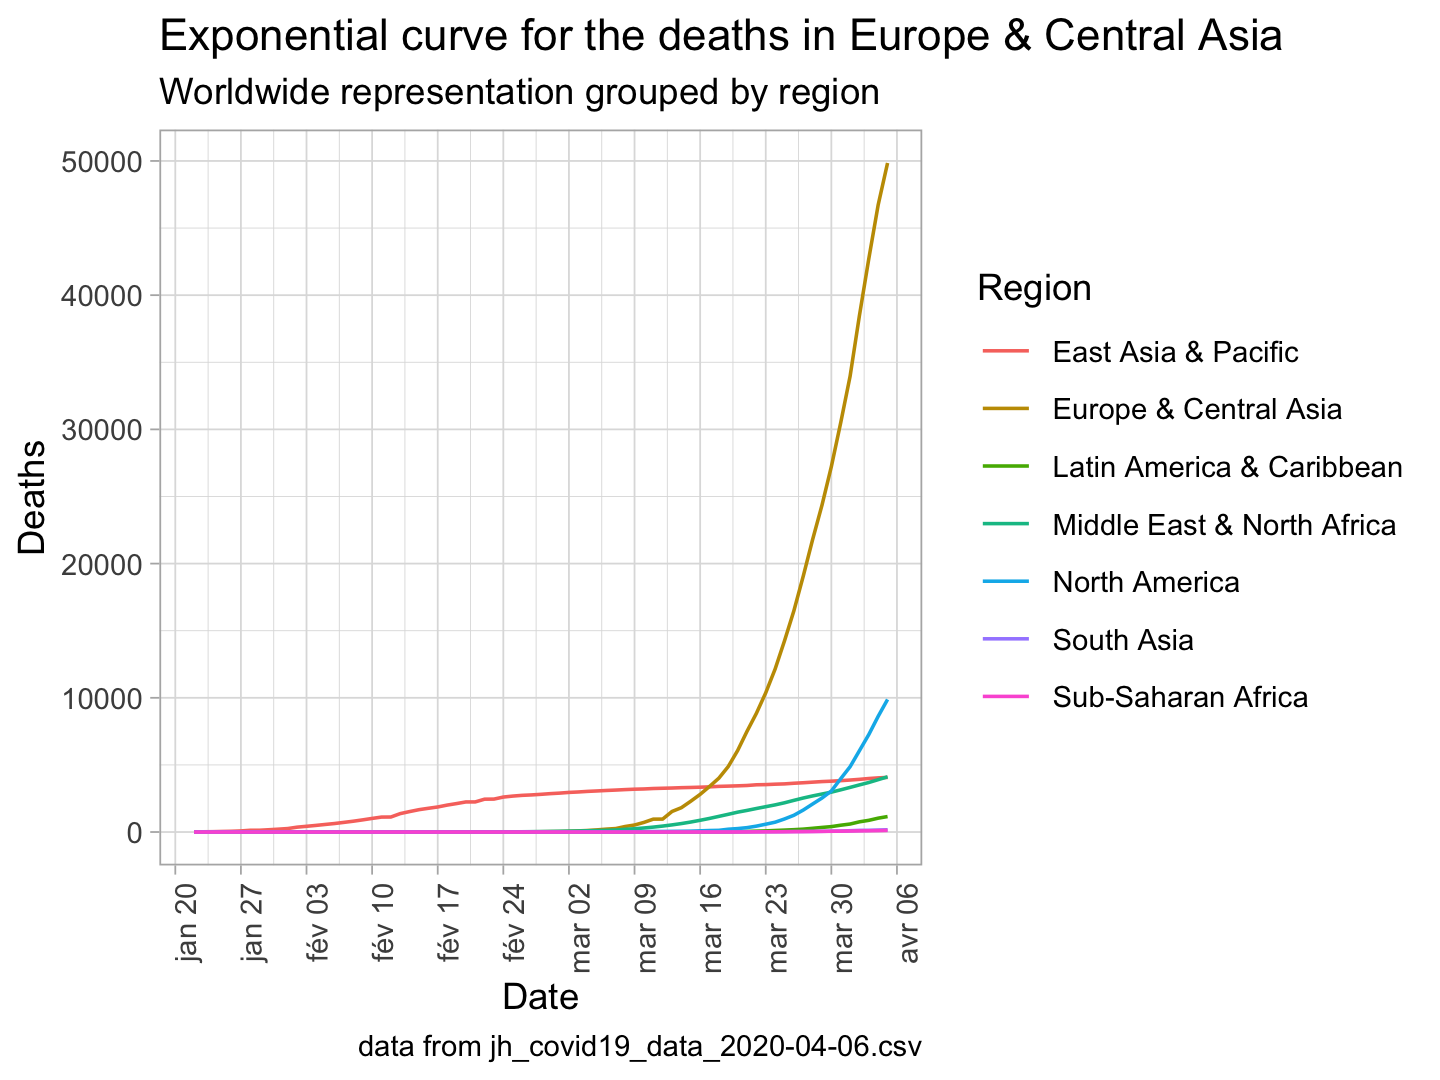 Exponential curve for the deaths in Europe & Central Asia
Worldwide representation grouped by region
Deaths
50000
40000
30000
20000
10000
0
jan 20
jan 27
fév 03
fév 10
fév 17
fév 24
mar 02
mar 09
mar 16
mar 23
mar 30
avr 06
Date
Region
East Asia & Pacific
Europe & Central Asia
Latin America & Caribbean
Middle East & North Africa
North America
South Asia
Sub-Saharan Africa
data from jh_covid19_data_2020-04-06.csv